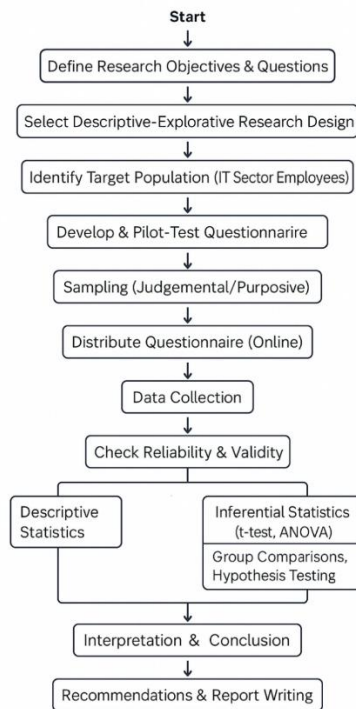 Start
Define Research Objectives & Questions
Select Descriptive-Explorative Research Design
Identify Target Population (IT Sector Employees)
Develop & Pilot-Test Questionnarire
Sampling (Judgemental/Purposive)
Distribute Questionnaire (Online)
Data Collection
Check Reliability & Validity
Descriptive
Statistics
Inferential Statistics
(t-test, ANOVA)
Group Comparisons,
Hypothesis Testing
Interpretation & Conclusion
Recommendations & Report Writing